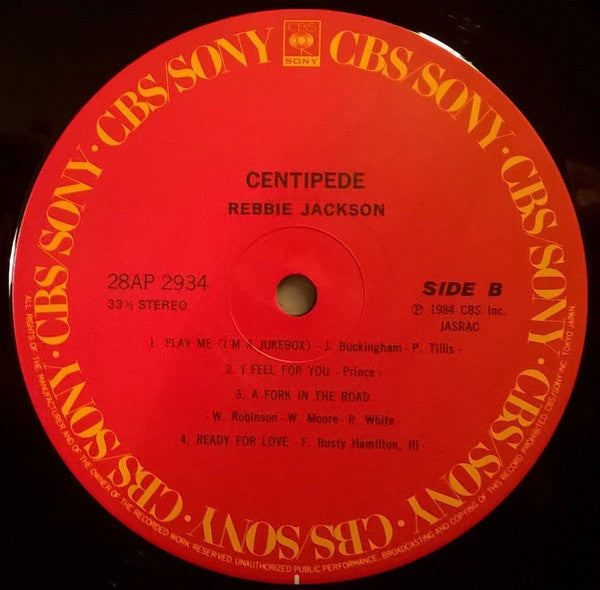 CBS
SONY
CBS/SONY · CBS/SONY · CBS/SONY · CBS/SONY · CBS/SONY · CBS/SONY · CBS/SONY · CBS/SONY
CENTIPEDE
REBBIE JACKSON
28AP 2934
33⅓ STEREO
SIDE B
Ⓟ 1984 CBS Inc.
JASRAC
1. PLAY ME (I'M A JUKEBOX) - J. Buckingham - P. Tillis -
2. I FEEL FOR YOU - Prince -
3. A FORK IN THE ROAD
W. Robinson - W. Moore - R. White -
4. READY FOR LOVE - F. Rusty Hamilton, III -
ALL RIGHTS OF THE MANUFACTURER AND OF THE OWNER OF THE RECORDED WORK RESERVED. UNAUTHORIZED PUBLIC PERFORMANCE, BROADCASTING AND COPYING OF THIS RECORD PROHIBITED CBS/SONY INC. TOKYO JAPAN.